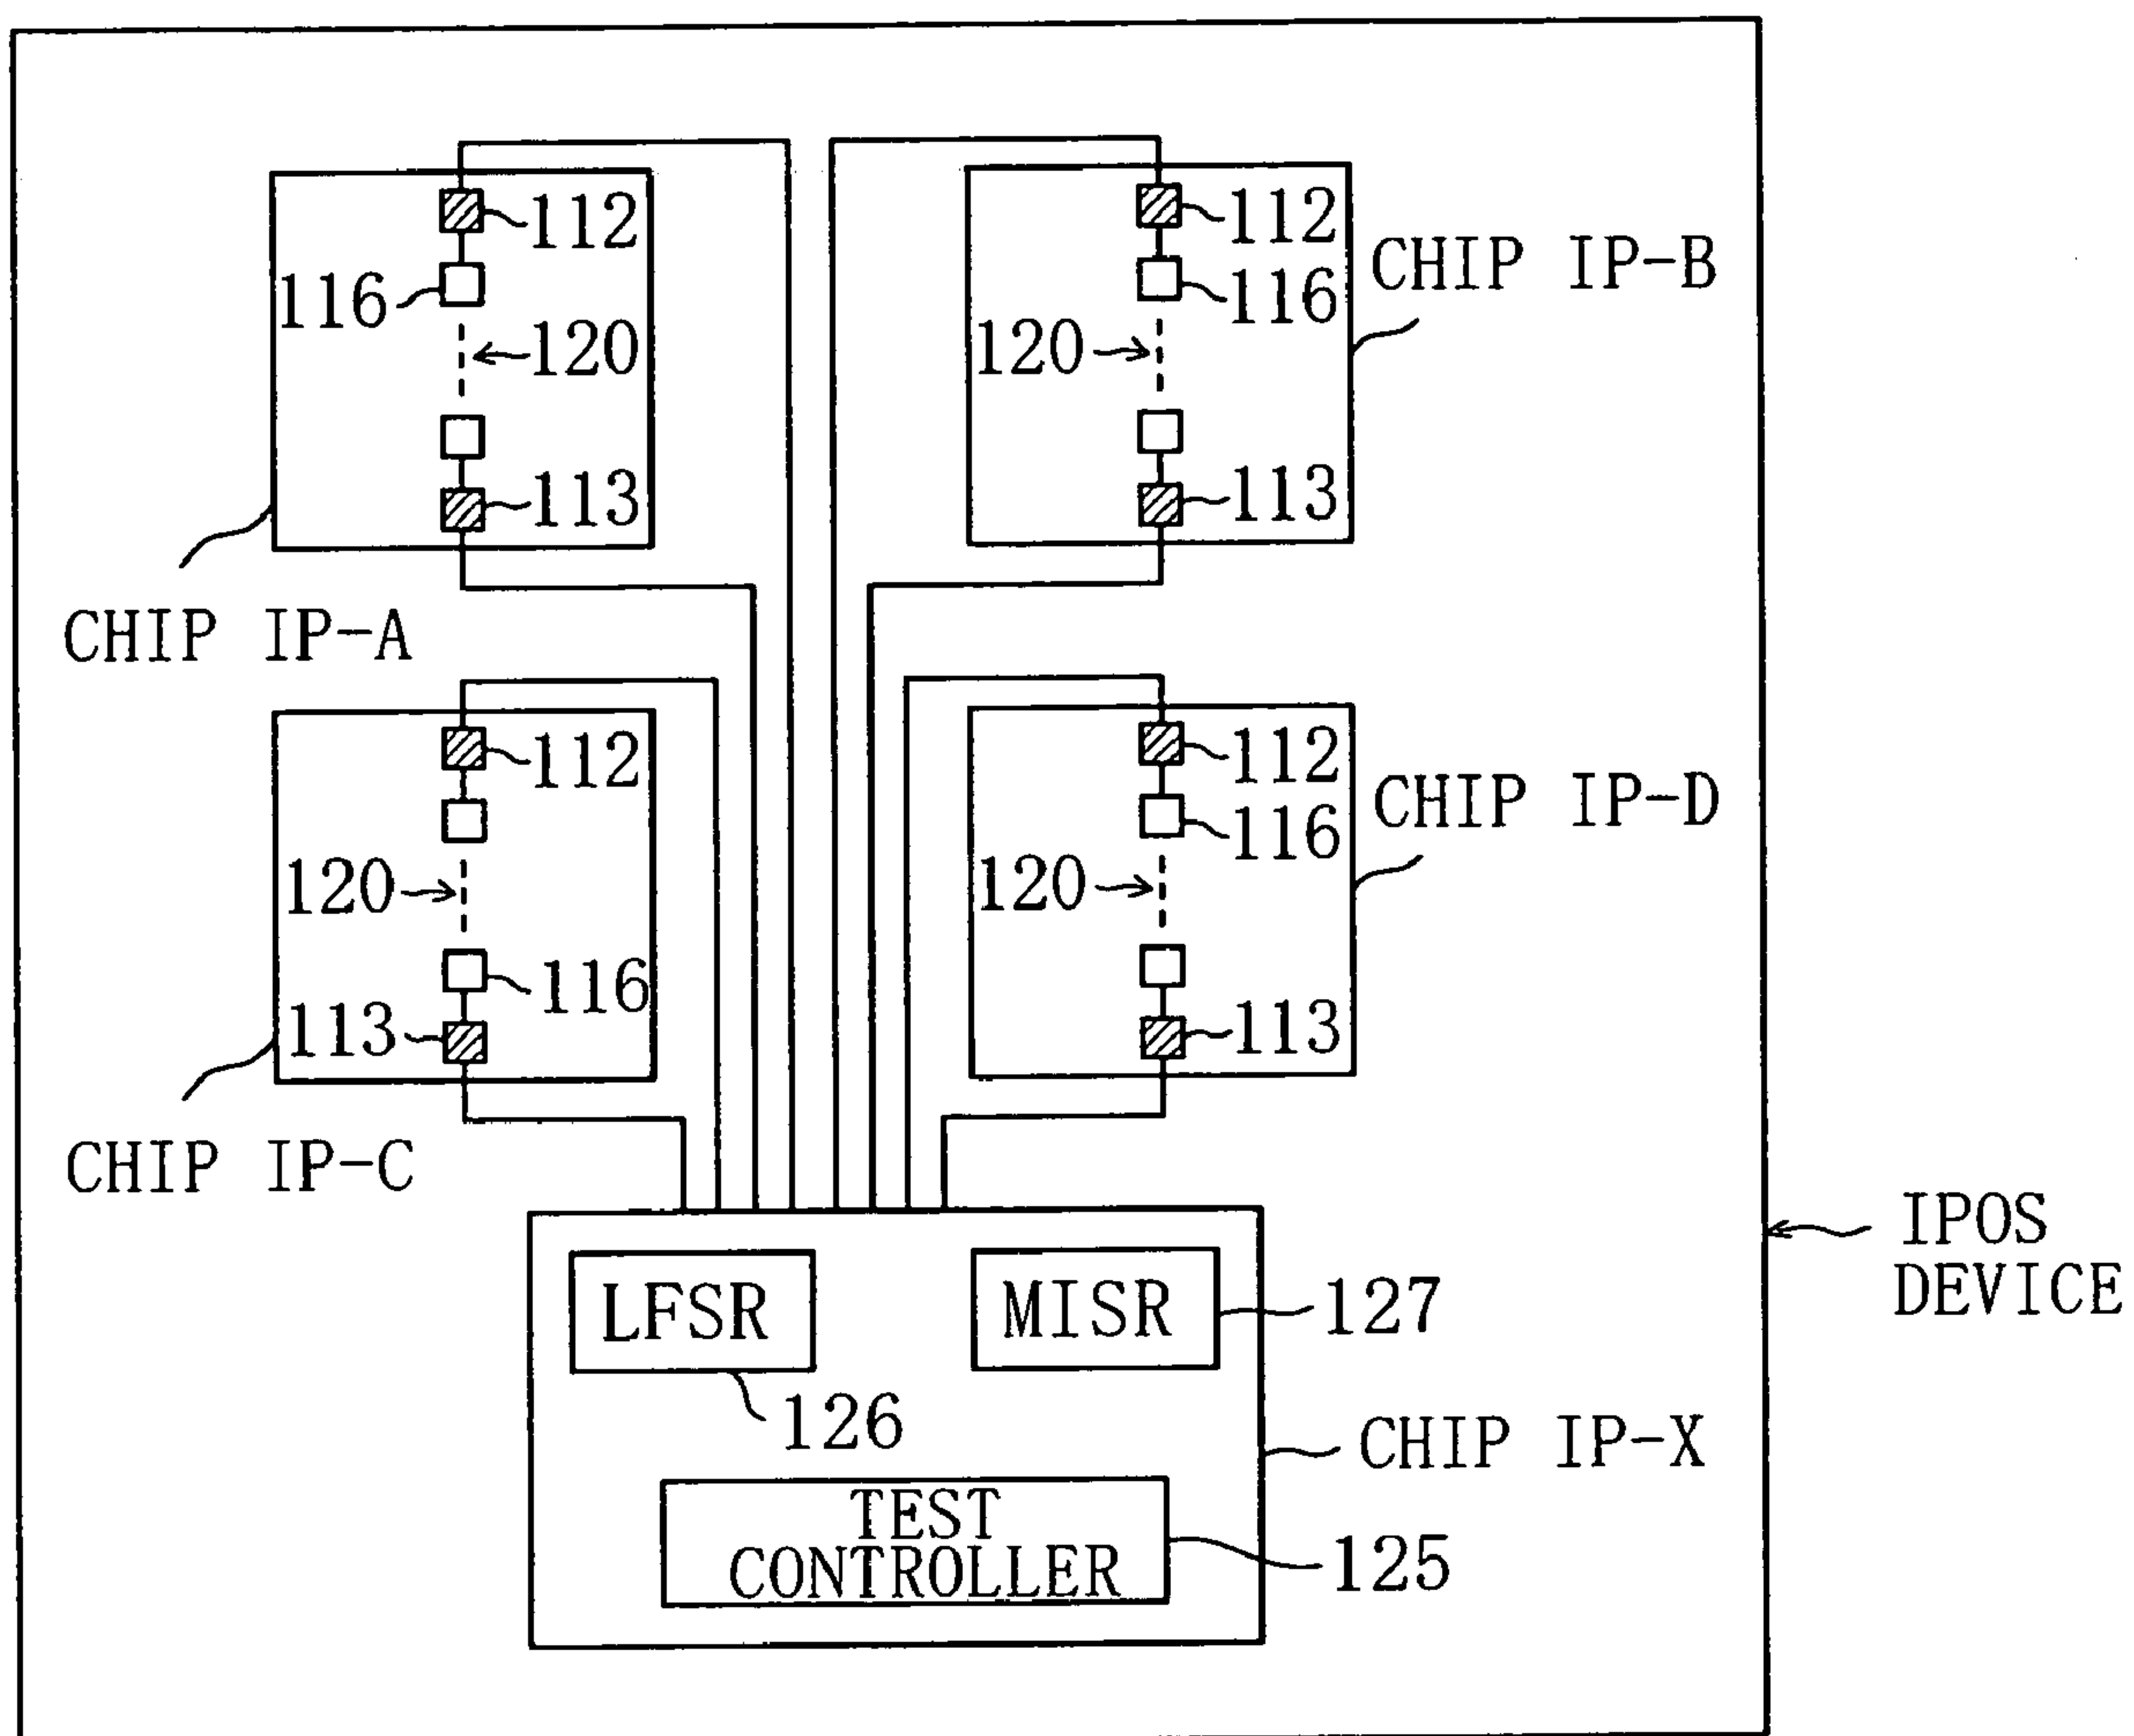 112
116
120
113
CHIP IP-A
112
CHIP IP-B
116
120
113
112
120
116
113
CHIP IP-C
112
CHIP IP-D
116
120
113
IPOS
DEVICE
LFSR
MISR
127
126
CHIP IP-X
TEST
CONTROLLER
125